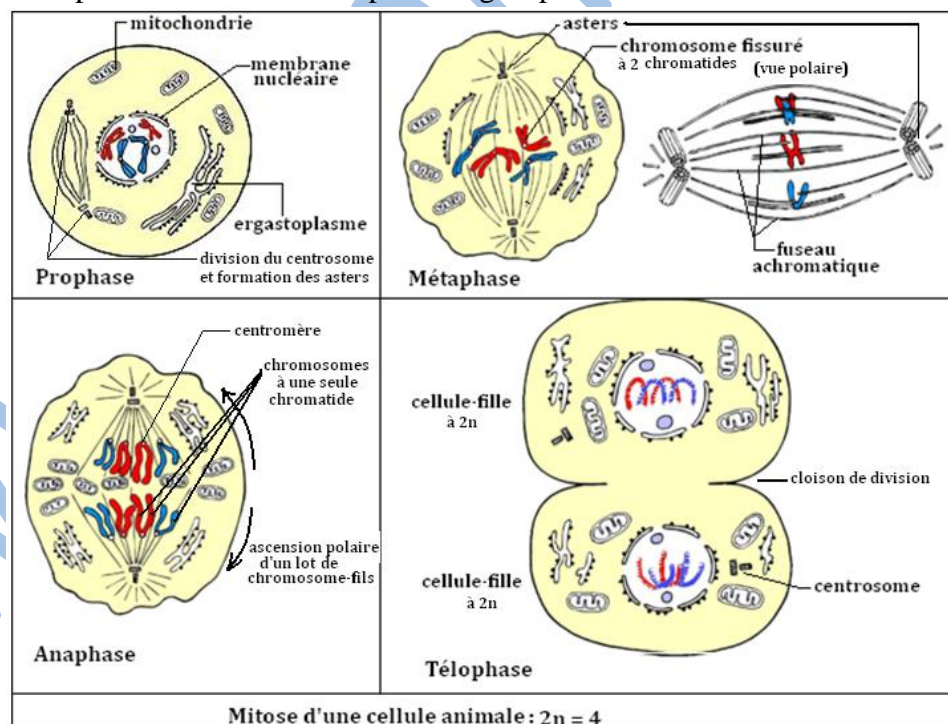 mitochondrie
membrane
nucléaire
ergastoplasme
division du centrosome
et formation des asters
Prophase
asters
chromosome fissuré
à 2 chromatides
(vue polaire)
fuseau
achromatique
Métaphase
centromère
chromosomes
à une seule
chromatide
ascension polaire
d'un lot de
chromosome-fils
Anaphase
cellule-fille
à 2n
cloison de division
cellule-fille
à 2n
centrosome
Télophase
Mitose d'une cellule animale : 2n = 4